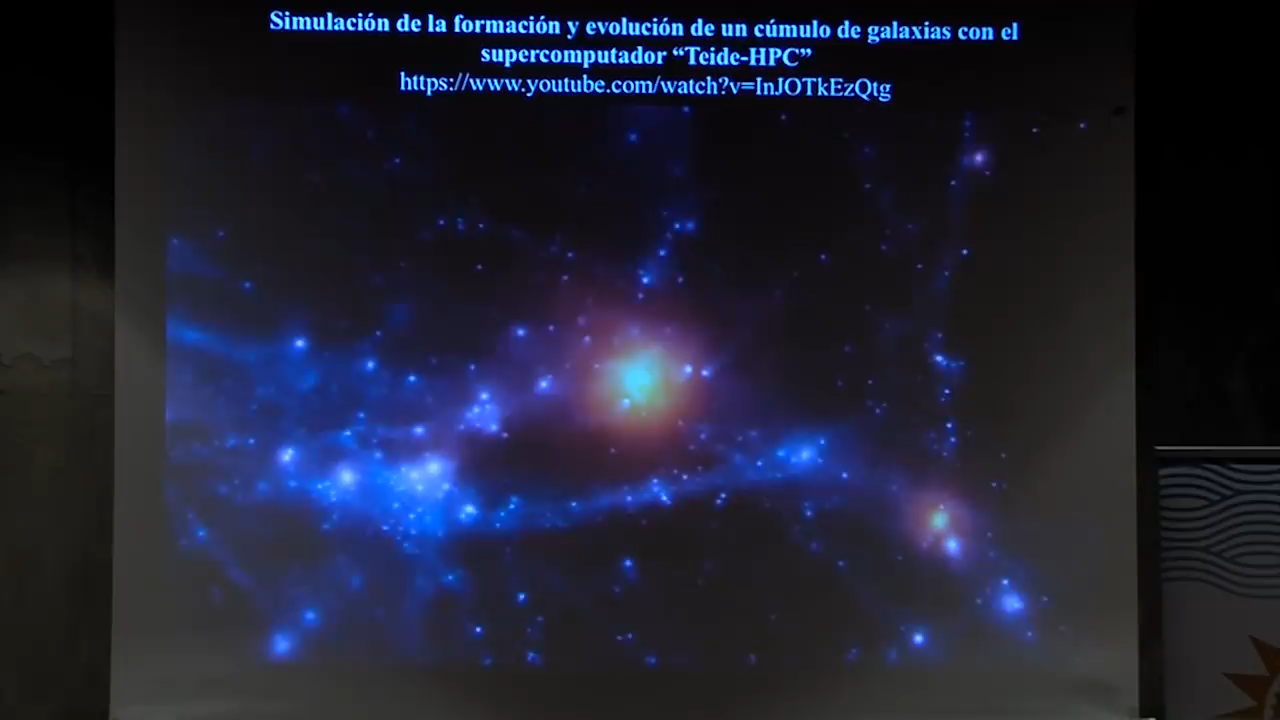 Simulación de la formación y evolución de un cúmulo de galaxias con el
supercomputador “Teide-HPC”
https://www.youtube.com/watch?v=InJOTkEzQtg